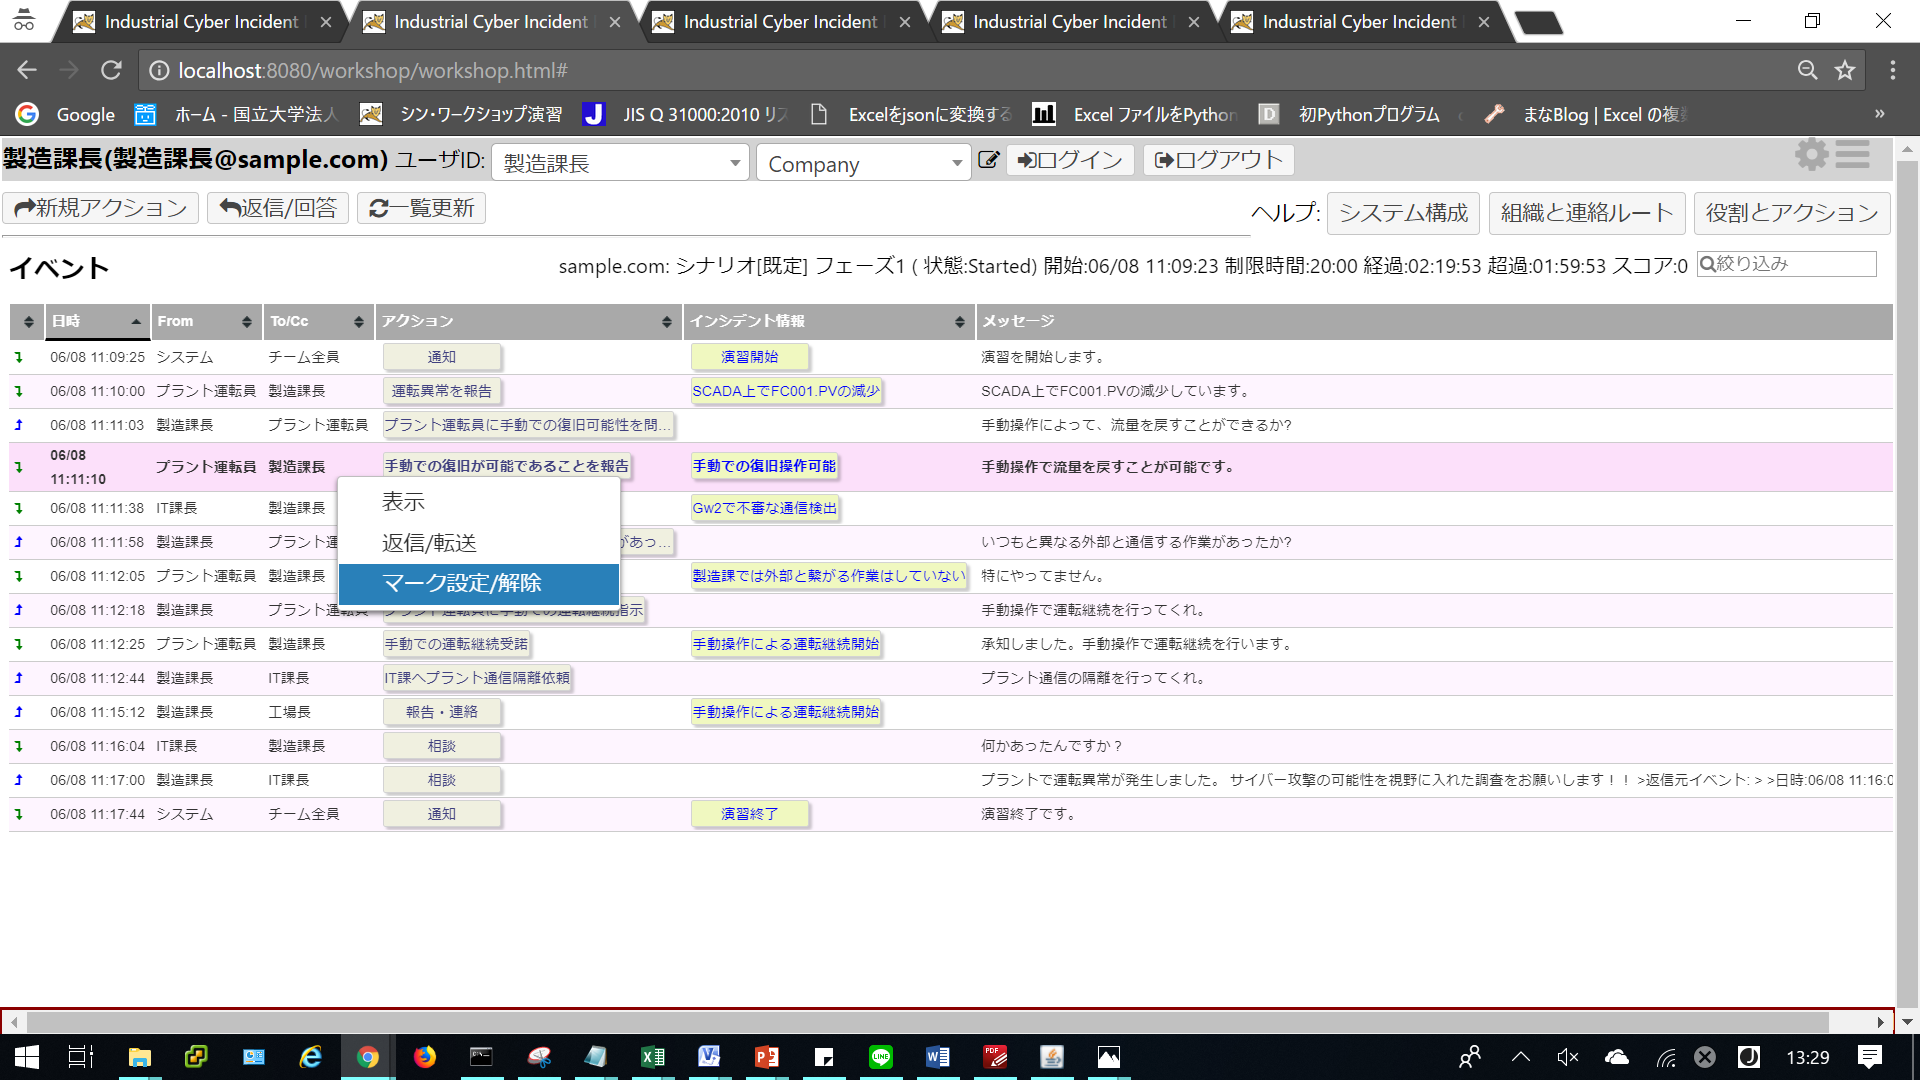 Industrial Cyber Incident
Industrial Cyber Incident
Industrial Cyber Incident
Industrial Cyber Incident
Industrial Cyber Incident
localhost:8080/workshop/workshop.html#
Google ホーム - 国立大学法人 シン・ワークショップ演習 JIS Q 31000:2010 リス Excelをjsonに変換する Excel ファイルをPython 初Pythonプログラム まなBlog | Excel の複 »
製造課長(製造課長@sample.com) ユーザID: 製造課長 Company ログイン ログアウト
新規アクション 返信/回答 一覧更新 ヘルプ: システム構成 組織と連絡ルート 役割とアクション
イベント sample.com: シナリオ[既定] フェーズ1 ( 状態:Started) 開始:06/08 11:09:23 制限時間:20:00 経過:02:19:53 超過:01:59:53 スコア:0 絞り込み
日時 From To/Cc アクション インシデント情報 メッセージ
06/08 11:09:25 システム チーム全員 通知 演習開始 演習を開始します。
06/08 11:10:00 プラント運転員 製造課長 運転異常を報告 SCADA上でFC001.PVの減少 SCADA上でFC001.PVの減少しています。
06/08 11:11:03 製造課長 プラント運転員 プラント運転員に手動での復旧可能性を問... 手動操作によって、流量を戻すことができるか?
06/08 11:11:10 プラント運転員 製造課長 手動での復旧が可能であることを報告 手動での復旧操作可能 手動操作で流量を戻すことが可能です。
06/08 11:11:38 IT課長 製造課長 Gw2で不審な通信検出
06/08 11:11:58 製造課長 プラント運 があっ... いつもと異なる外部と通信する作業があったか?
06/08 11:12:05 プラント運転員 製造課長 製造課では外部と繋がる作業はしていない 特にやってません。
06/08 11:12:18 製造課長 プラント運転員 プラント運転員に手動での運転継続指示 手動操作で運転継続を行ってくれ。
06/08 11:12:25 プラント運転員 製造課長 手動での運転継続受諾 手動操作による運転継続開始 承知しました。手動操作で運転継続を行います。
06/08 11:12:44 製造課長 IT課長 IT課へプラント通信隔離依頼 プラント通信の隔離を行ってくれ。
06/08 11:15:12 製造課長 工場長 報告・連絡 手動操作による運転継続開始
06/08 11:16:04 IT課長 製造課長 相談 何かあったんですか？
06/08 11:17:00 製造課長 IT課長 相談 プラントで運転異常が発生しました。 サイバー攻撃の可能性を視野に入れた調査をお願いします！！ >返信元イベント: > >日時:06/08 11:16:0
06/08 11:17:44 システム チーム全員 通知 演習終了 演習終了です。
表示
返信/転送
マーク設定/解除
13:29